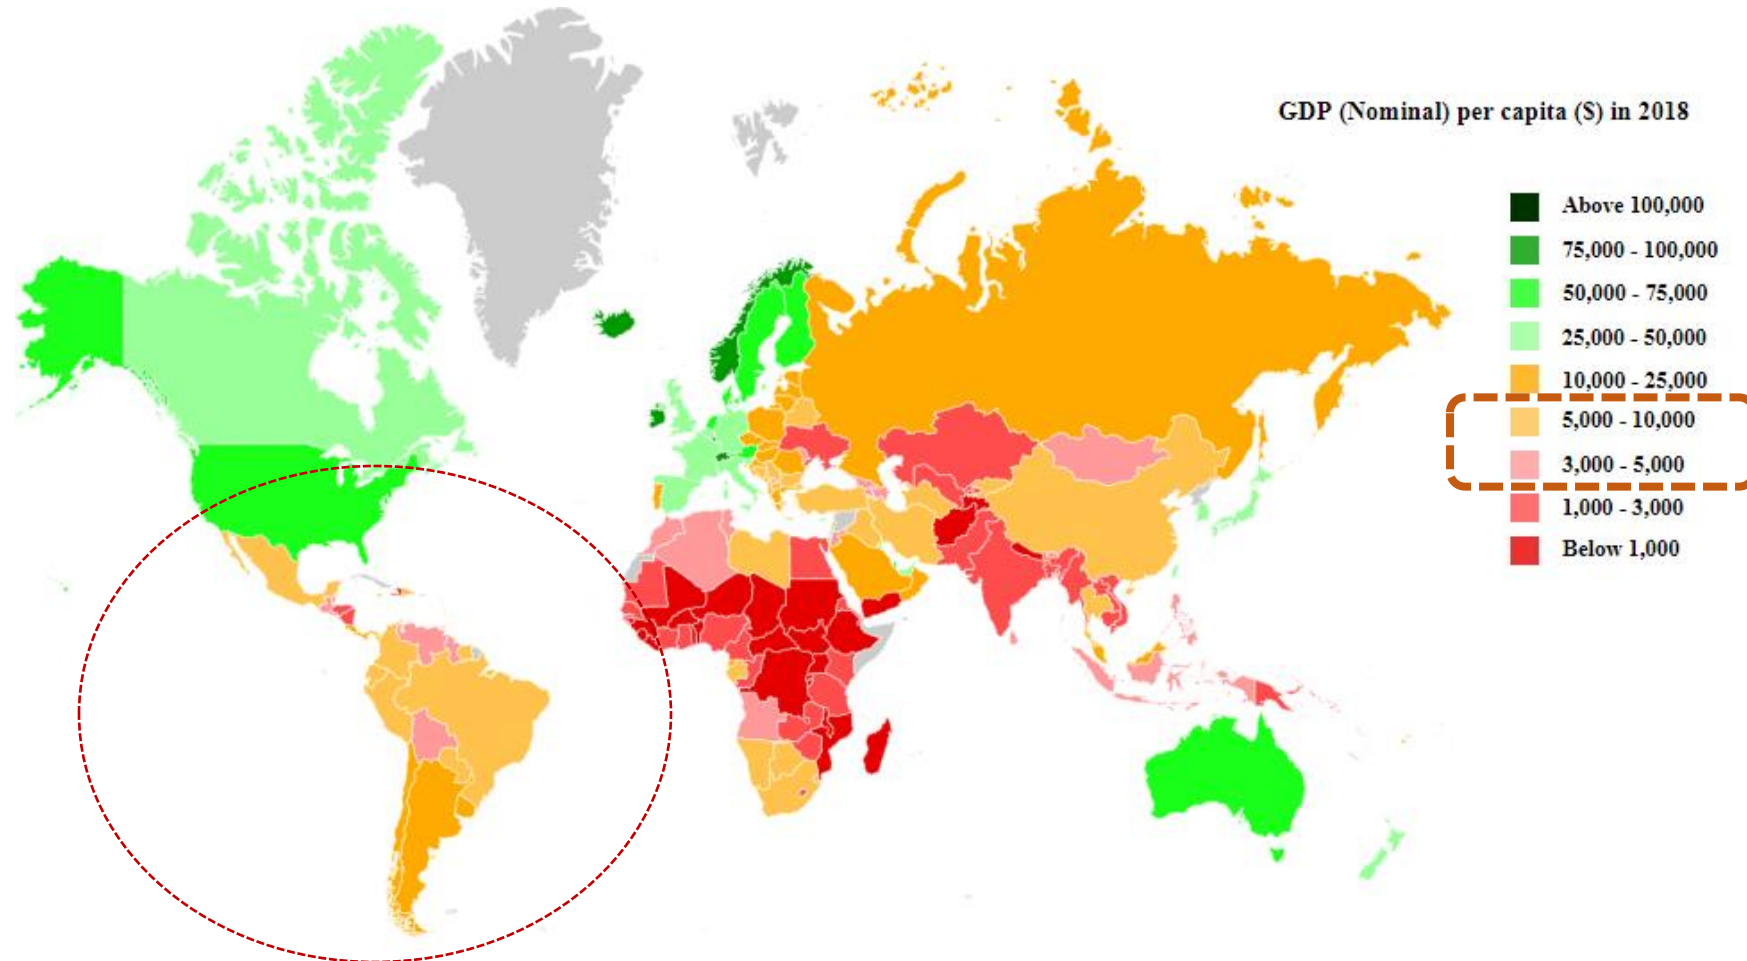 GDP (Nominal) per capita ($) in 2018
Above 100,000
75,000 - 100,000
50,000 - 75,000
25,000 - 50,000
10,000 - 25,000
5,000 - 10,000
3,000 - 5,000
1,000 - 3,000
Below 1,000